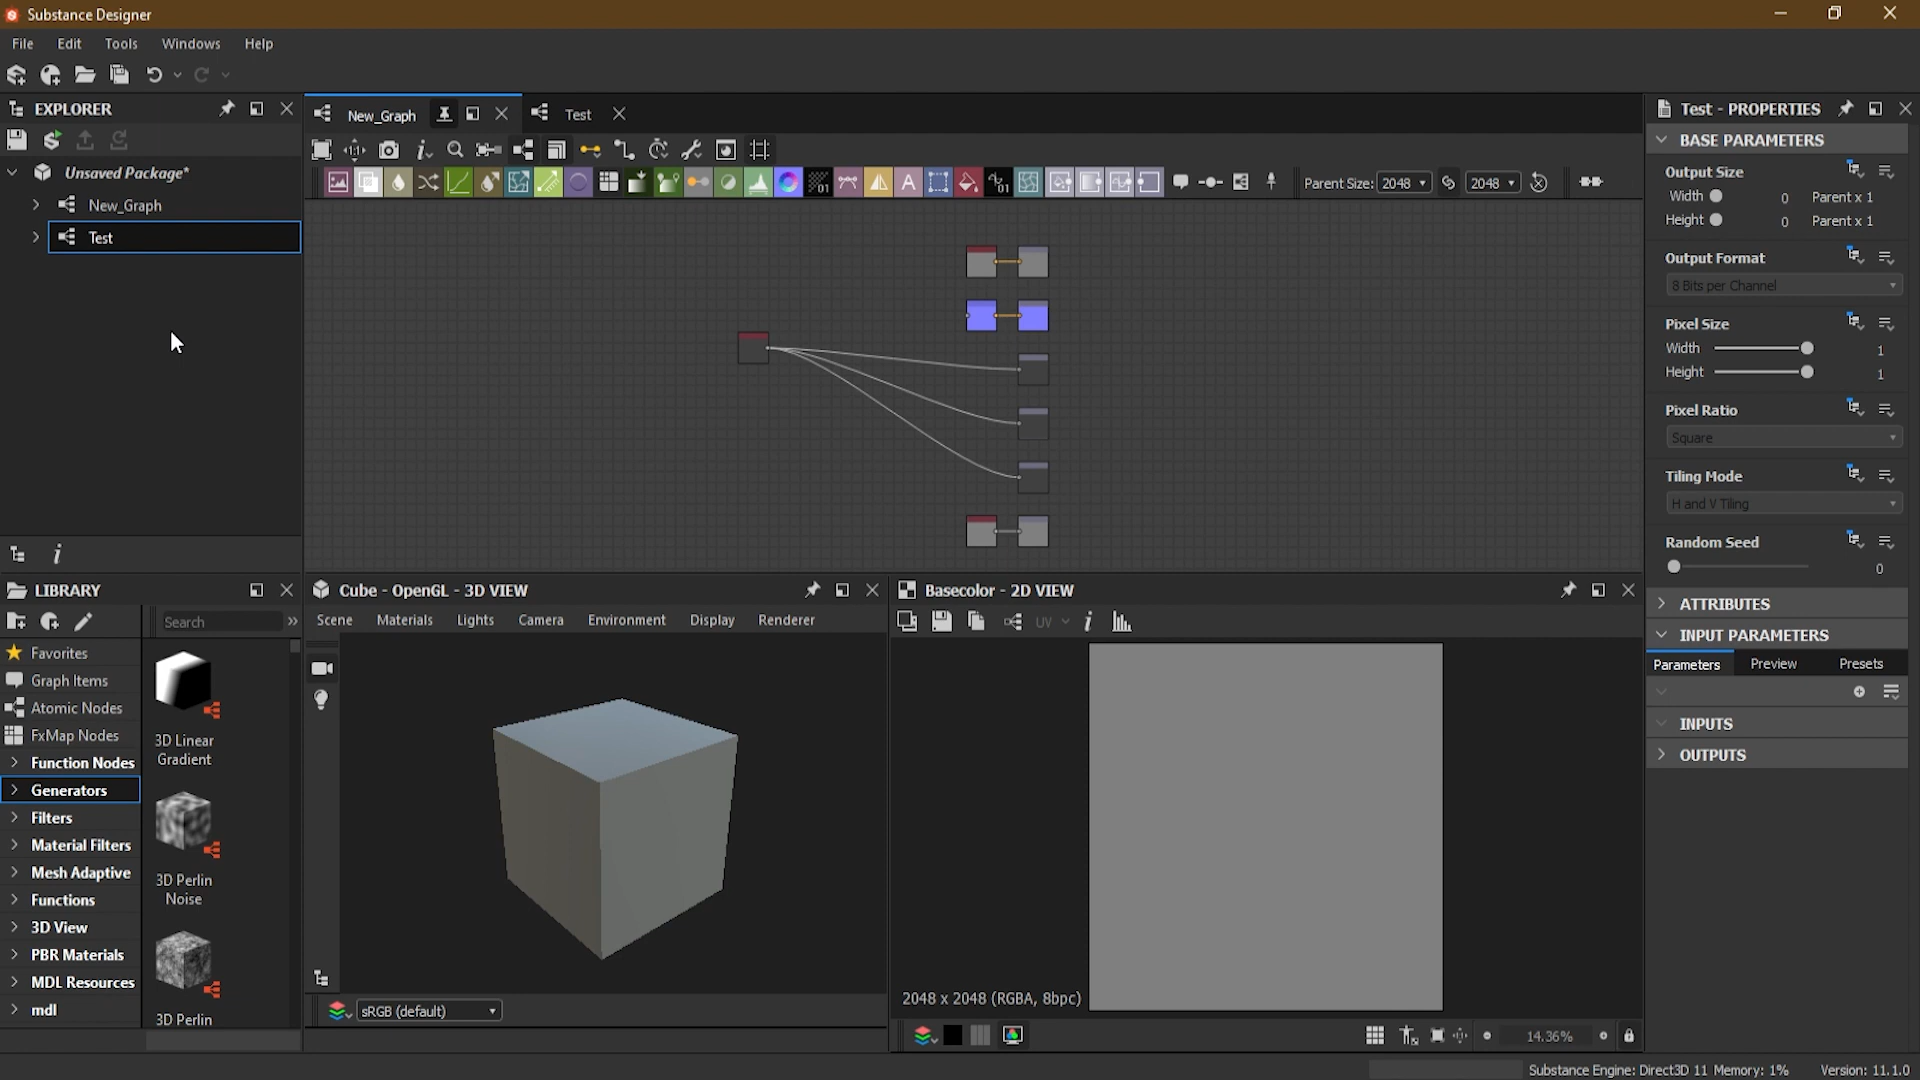 Substance Designer
File Edit Tools Windows Help
EXPLORER
Unsaved Package*
New_Graph
Test
New_Graph Test
Parent Size: 2048 2048
Test - PROPERTIES
BASE PARAMETERS
Output Size
Width 0 Parent x 1
Height 0 Parent x 1
Output Format
8 Bits per Channel
Pixel Size
Width 1
Height 1
Pixel Ratio
Square
Tiling Mode
H and V Tiling
Random Seed
0
ATTRIBUTES
INPUT PARAMETERS
Parameters Preview Presets
INPUTS
OUTPUTS
LIBRARY
Search »
Favorites
Graph Items
Atomic Nodes
FxMap Nodes
Function Nodes
Generators
Filters
Material Filters
Mesh Adaptive
Functions
3D View
PBR Materials
MDL Resources
mdl
3D Linear
Gradient
3D Perlin
Noise
3D Perlin
Cube - OpenGL - 3D VIEW
Scene Materials Lights Camera Environment Display Renderer
sRGB (default)
Basecolor - 2D VIEW
UV
2048 x 2048 (RGBA, 8bpc)
14.36%
Substance Engine: Direct3D 11 Memory: 1% Version: 11.1.0